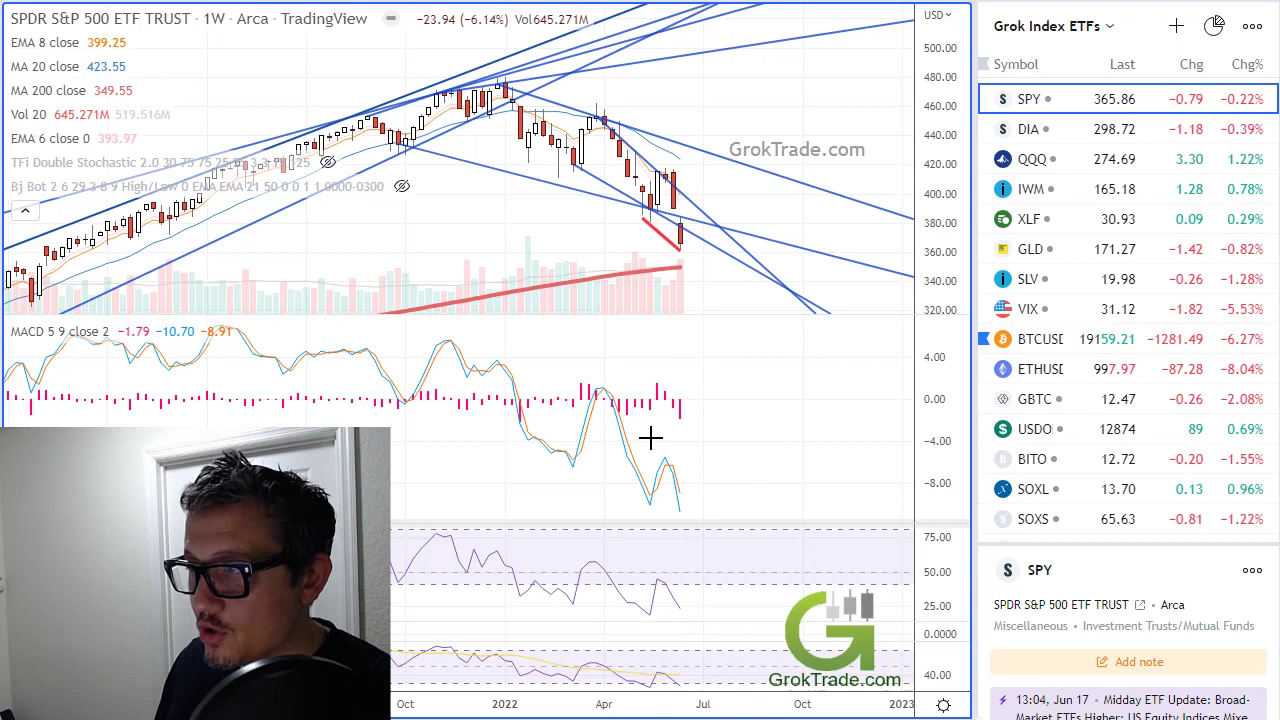 SPDR S&P 500 ETF TRUST · 1W · Arca · TradingView −23.94 (−6.14%) Vol645.271M
EMA 8 close 399.25
MA 20 close 423.55
MA 200 close 349.55
Vol 20 645.271M 519.516M
EMA 6 close 0 393.97
TFi Double Stochastic 2.0 30 75 75 25
Bj Bot 2 6 29 3 8 9 High/Low 0 EMA EMA 21 50 0 0 1 1 0000-0300
GrokTrade.com
USD
500.00
480.00
460.00
440.00
420.00
400.00
380.00
360.00
340.00
320.00
MACD 5 9 close 2 −1.79 −10.70 −8.91
4.00
0.00
−4.00
−8.00
75.00
50.00
25.00
0.0000
40.00
GrokTrade.com
Oct 2022 Apr Jul Oct 2023
Grok Index ETFs
Symbol Last Chg Chg%
SPY 365.86 −0.79 −0.22%
DIA 298.72 −1.18 −0.39%
QQQ 274.69 3.30 1.22%
IWM 165.18 1.28 0.78%
XLF 30.93 0.09 0.29%
GLD 171.27 −1.42 −0.82%
SLV 19.98 −0.26 −1.28%
VIX 31.12 −1.82 −5.53%
BTCUSD 19159.21 −1281.49 −6.27%
ETHUSD 997.97 −87.28 −8.04%
GBTC 12.47 −0.26 −2.08%
USDO 12874 89 0.69%
BITO 12.72 −0.20 −1.55%
SOXL 13.70 0.13 0.96%
SOXS 65.63 −0.81 −1.22%
SPY
SPDR S&P 500 ETF TRUST • Arca
Miscellaneous • Investment Trusts/Mutual Funds
Add note
13:04, Jun 17 • Midday ETF Update: Broad-
Market ETFs Higher; US Equity Indices Mixe